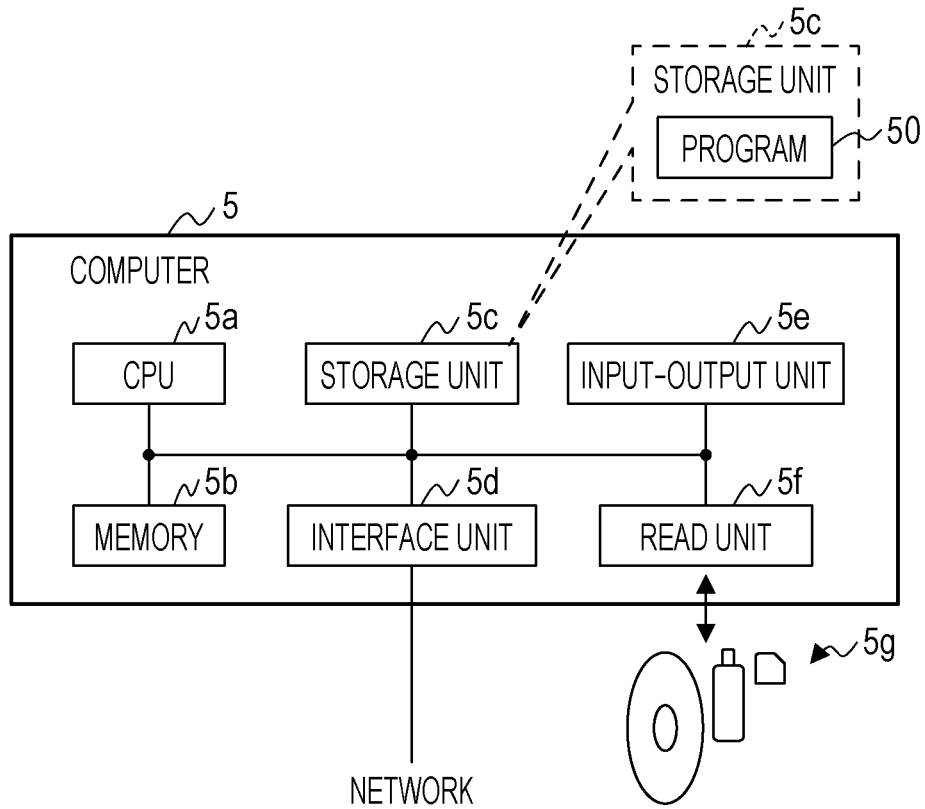 5c
STORAGE UNIT
50
PROGRAM
5
COMPUTER
5a
5c
5e
CPU
STORAGE UNIT
INPUT-OUTPUT UNIT
5b
5d
5f
MEMORY
INTERFACE UNIT
READ UNIT
5g
NETWORK